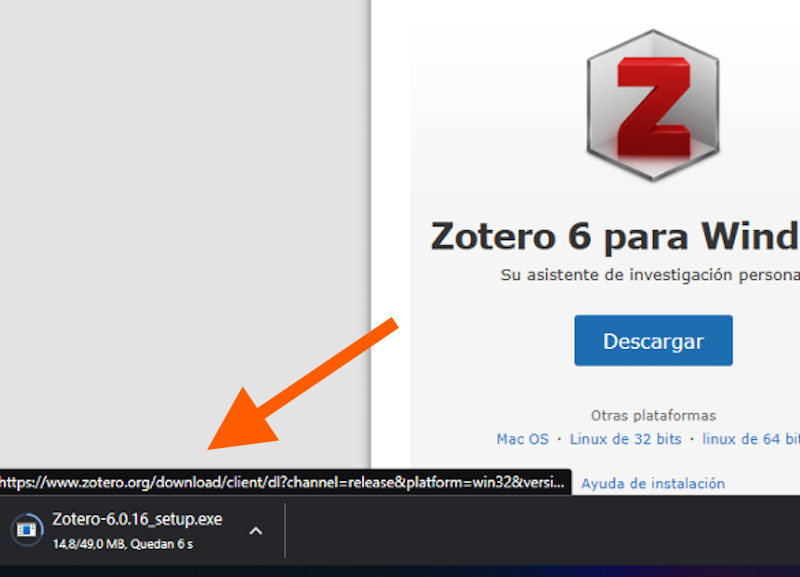 Z
Zotero 6 para Wind
Su asistente de investigación persona
Descargar
Otras plataformas
Mac OS · Linux de 32 bits · linux de 64 bit
https://www.zotero.org/download/client/dl?channel=release&platform=win32&versi...
Ayuda de instalación
Zotero-6.0.16_setup.exe
14,8/49,0 MB, Quedan 6 s